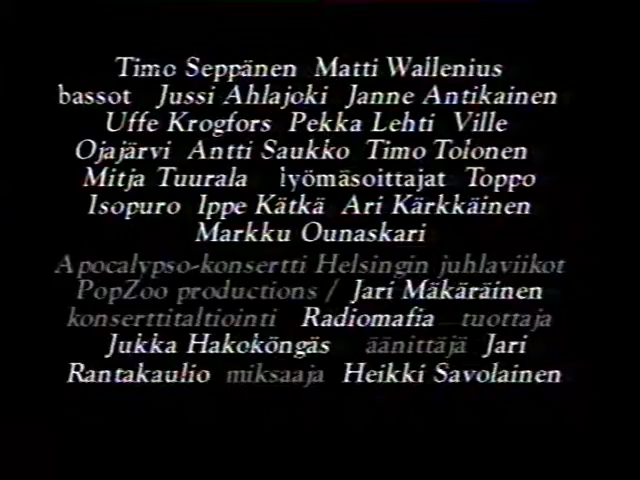 Timo Seppänen Matti Wallenius
bassot Jussi Ahlajoki Janne Antikainen
Uffe Krogfors Pekka Lehti Ville
Ojajärvi Antti Saukko Timo Tolonen
Mitja Tuurala lyömäsoittajat Toppo
Isopuro Ippe Kätkä Ari Kärkkäinen
Markku Ounaskari
Apocalypso-konsertti Helsingin juhlaviikot
PopZoo productions / Jari Mäkäräinen
konserttitaltiointi Radiomafia tuottaja
Jukka Hakoköngäs äänittäjä Jari
Rantakaulio miksaaja Heikki Savolainen